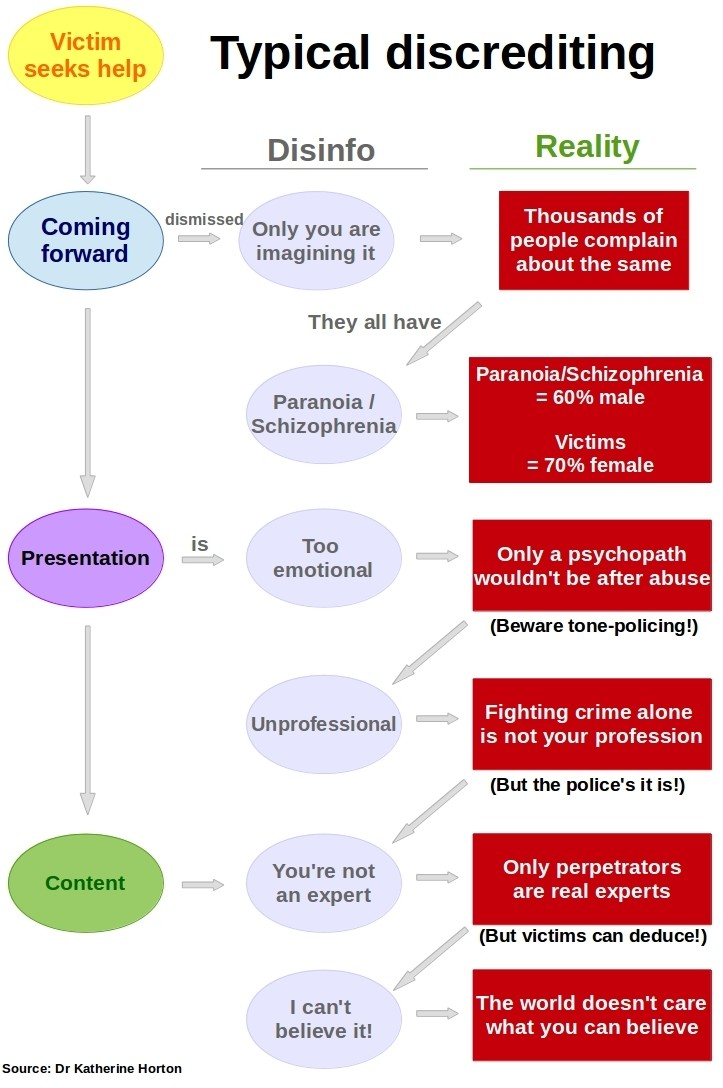 Victim
seeks help
Typical discrediting
Disinfo
Reality
Coming
forward
dismissed
Only you are
imagining it
Thousands of
people complain
about the same
They all have
Paranoia /
Schizophrenia
Paranoia/Schizophrenia
= 60% male
Victims
= 70% female
Presentation
is
Too
emotional
Only a psychopath
wouldn't be after abuse
(Beware tone-policing!)
Unprofessional
Fighting crime alone
is not your profession
(But the police's it is!)
Content
You're not
an expert
Only perpetrators
are real experts
(But victims can deduce!)
I can't
believe it!
The world doesn't care
what you can believe
Source: Dr Katherine Horton